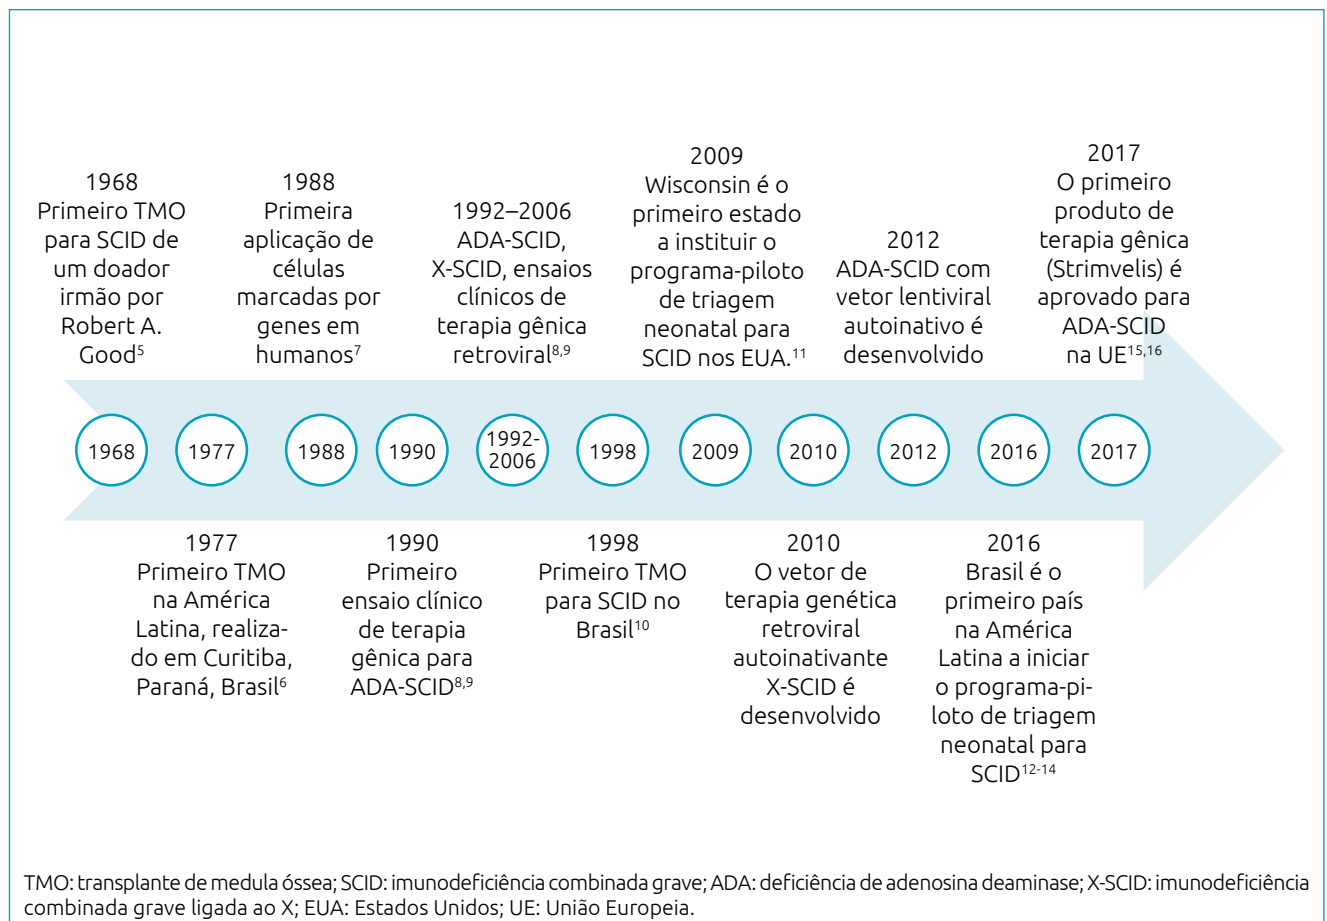 1968
Primeiro TMO
para SCID de
um doador
irmão por
Robert A.
Good5
1988
Primeira
aplicação de
células
marcadas por
genes em
humanos7
1992–2006
ADA-SCID,
X-SCID, ensaios
clínicos de
terapia gênica
retroviral8,9
2009
Wisconsin é o
primeiro estado
a instituir o
programa-piloto
de triagem
neonatal para
SCID nos EUA.11
2012
ADA-SCID com
vetor lentiviral
autoinativo é
desenvolvido
2017
O primeiro
produto de
terapia gênica
(Strimvelis) é
aprovado para
ADA-SCID
na UE15,16
1968
1977
1988
1990
1992-
2006
1998
2009
2010
2012
2016
2017
1977
Primeiro TMO
na América
Latina, realiza-
do em Curitiba,
Paraná, Brasil6
1990
Primeiro
ensaio clínico
de terapia
gênica para
ADA-SCID8,9
1998
Primeiro TMO
para SCID no
Brasil10
2010
O vetor de
terapia genética
retroviral
autoinativante
X-SCID é
desenvolvido
2016
Brasil é o
primeiro país
na América
Latina a iniciar
o programa-pi-
loto de triagem
neonatal para
SCID12-14
TMO: transplante de medula óssea; SCID: imunodeficiência combinada grave; ADA: deficiência de adenosina deaminase; X-SCID: imunodeficiência
combinada grave ligada ao X; EUA: Estados Unidos; UE: União Europeia.